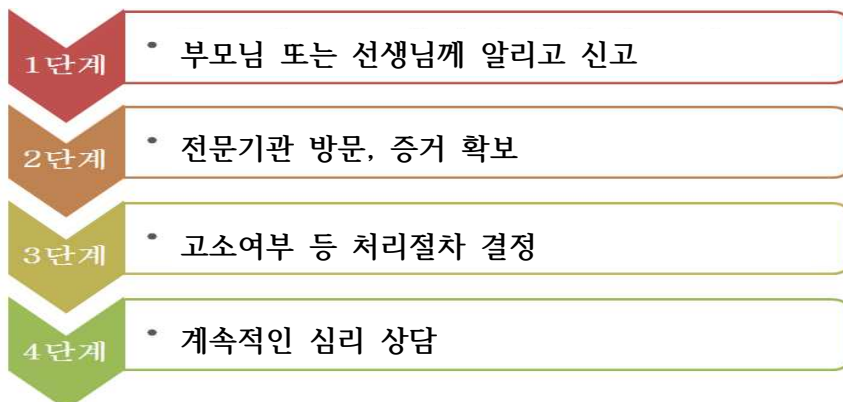 1단계
• 부모님 또는 선생님께 알리고 신고
2단계
• 전문기관 방문, 증거 확보
3단계
• 고소여부 등 처리절차 결정
4단계
• 계속적인 심리 상담